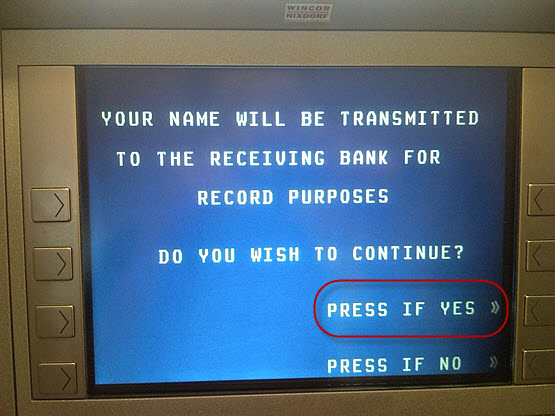 WINCOR
NIXDORF
YOUR NAME WILL BE TRANSMITTED
TO THE RECEIVING BANK FOR
RECORD PURPOSES
DO YOU WISH TO CONTINUE?
PRESS IF YES »
PRESS IF NO »